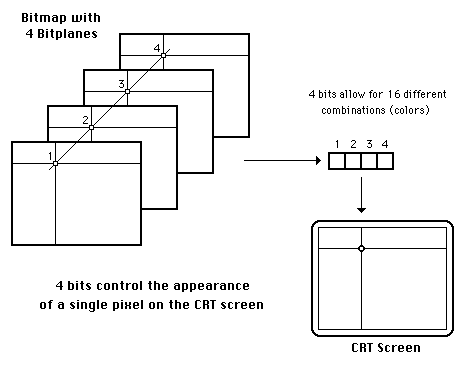 Bitmap with
4 Bitplanes
4
3
2
1
4 bits allow for 16 different
combinations (colors)
1 2 3 4
4 bits control the appearance
of a single pixel on the CRT screen
CRT Screen